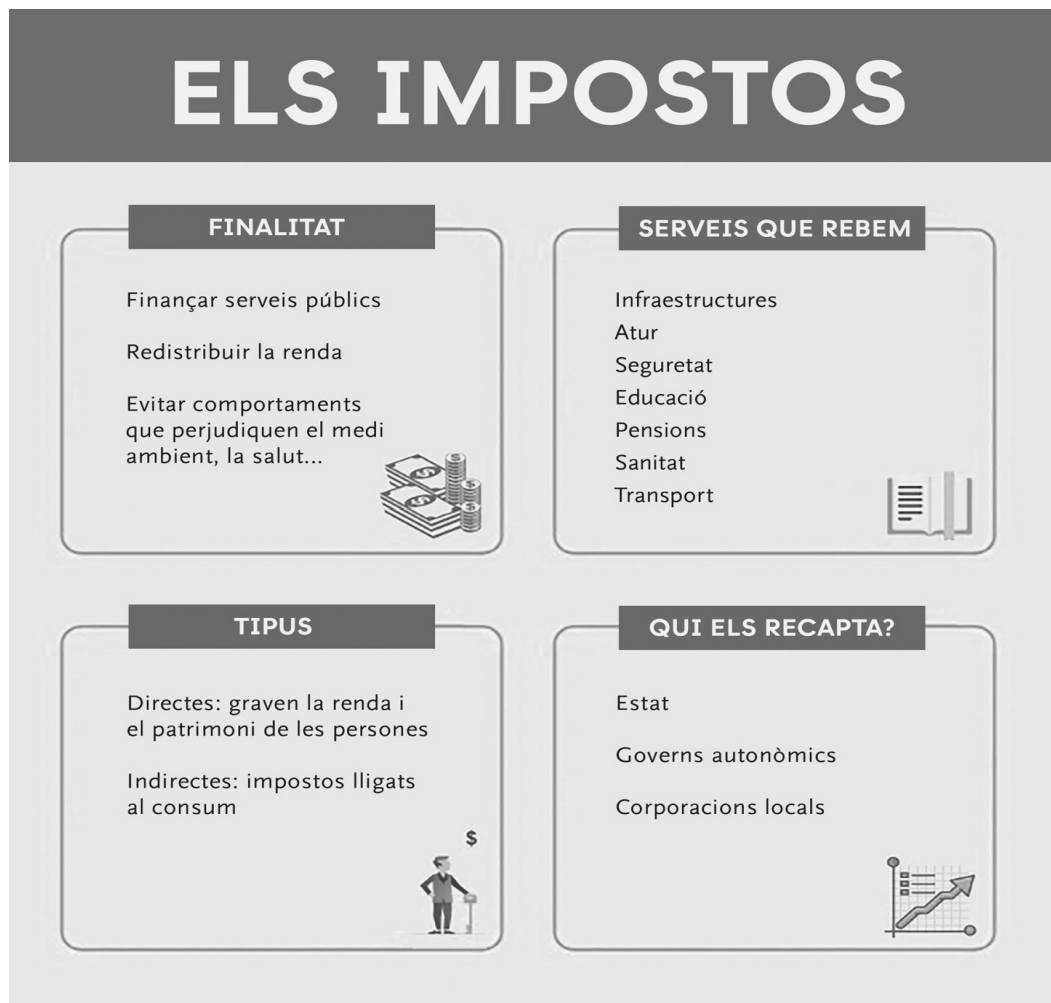 ELS IMPOSTOS
FINALITAT
Finançar serveis públics
Redistribuir la renda
Evitar comportaments
que perjudiquen el medi
ambient, la salut...
SERVEIS QUE REBEM
Infraestructures
Atur
Seguretat
Educació
Pensions
Sanitat
Transport
TIPUS
Directes: graven la renda i
el patrimoni de les persones
Indirectes: impostos lligats
al consum
$
QUI ELS RECAPTA?
Estat
Governs autonòmics
Corporacions locals